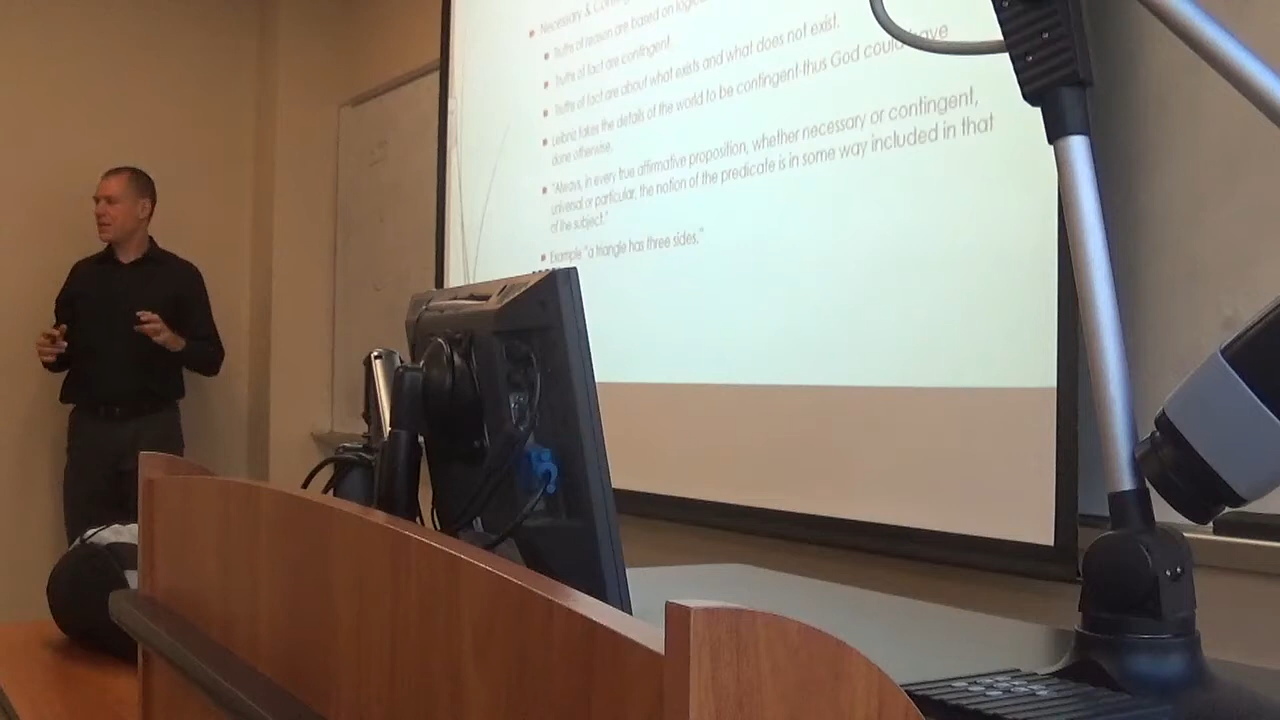 Necessary &
Truths of reason are based on
Truths of fact are contingent
Truths of fact are about what exists and what does not exist.
Leibniz takes the details of the world to be contingent-thus God could have
done otherwise.
"Always, in every true affirmative proposition, whether necessary or contingent,
universal or particular, the notion of the predicate is in some way included in that
of the subject."
Example "a triangle has three sides."